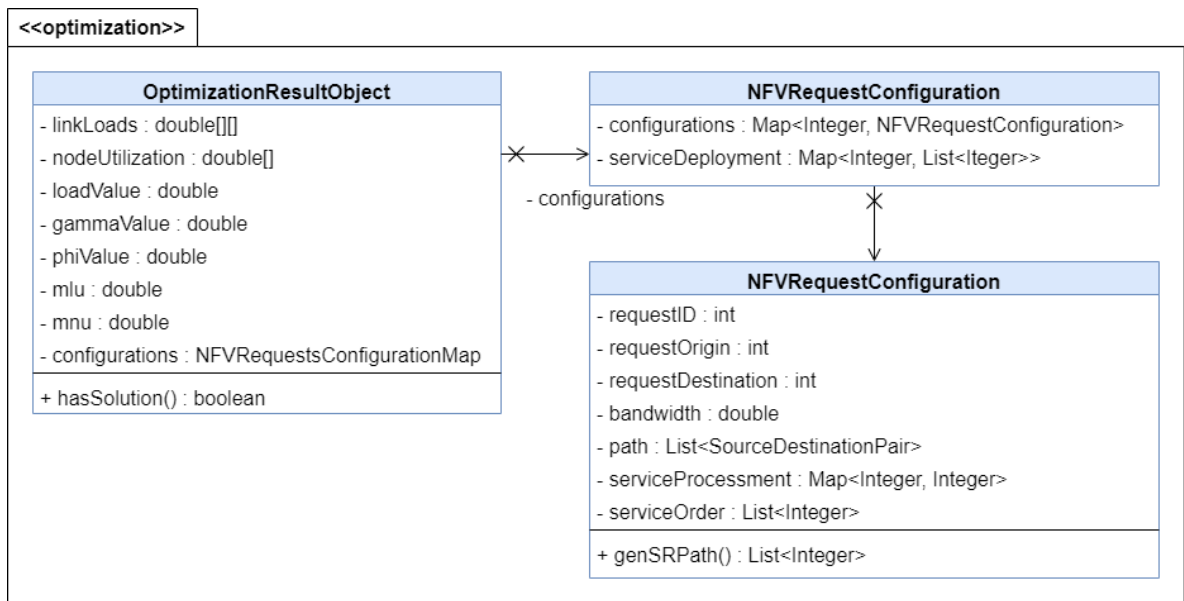 <<optimization>>
OptimizationResultObject
- linkLoads : double[][]
- nodeUtilization : double[]
- loadValue : double
- gammaValue : double
- phiValue : double
- mlu : double
- mnu : double
- configurations : NFVRequestsConfigurationMap
+ hasSolution() : boolean
- configurations
NFVRequestConfiguration
- configurations : Map<Integer, NFVRequestConfiguration>
- serviceDeployment : Map<Integer, List<Iteger>>
NFVRequestConfiguration
- requestID : int
- requestOrigin : int
- requestDestination : int
- bandwidth : double
- path : List<SourceDestinationPair>
- serviceProcessment : Map<Integer, Integer>
- serviceOrder : List<Integer>
+ genSRPath() : List<Integer>